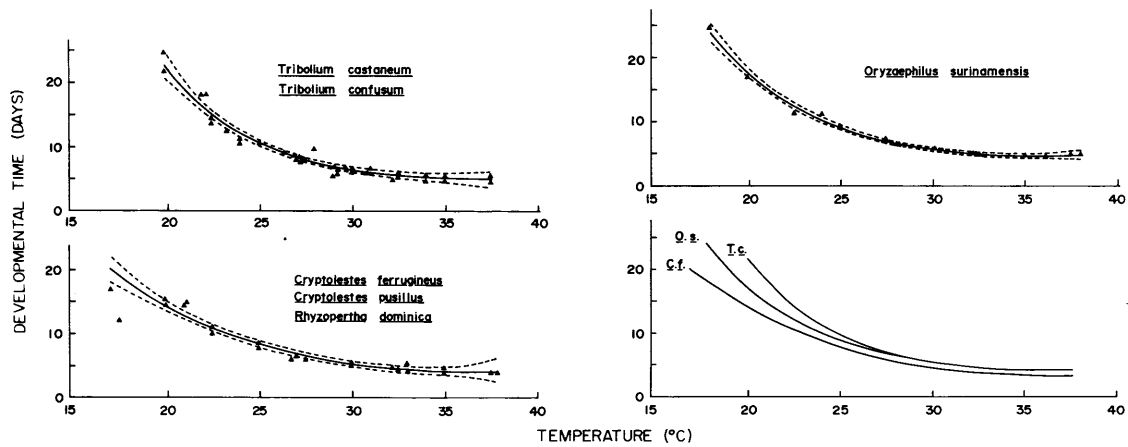 DEVELOPMENTAL TIME (DAYS)
20
10
0
15 20 25 30 35 40
Tribolium castaneum
Tribolium confusum
20
10
0
15 20 25 30 35 40
Oryzaephilus surinamensis
20
10
0
15 20 25 30 35 40
Cryptolestes ferrugineus
Cryptolestes pusillus
Rhyzopertha dominica
20
10
0
15 20 25 30 35 40
O.s.
T.c.
C.f.
TEMPERATURE (°C)